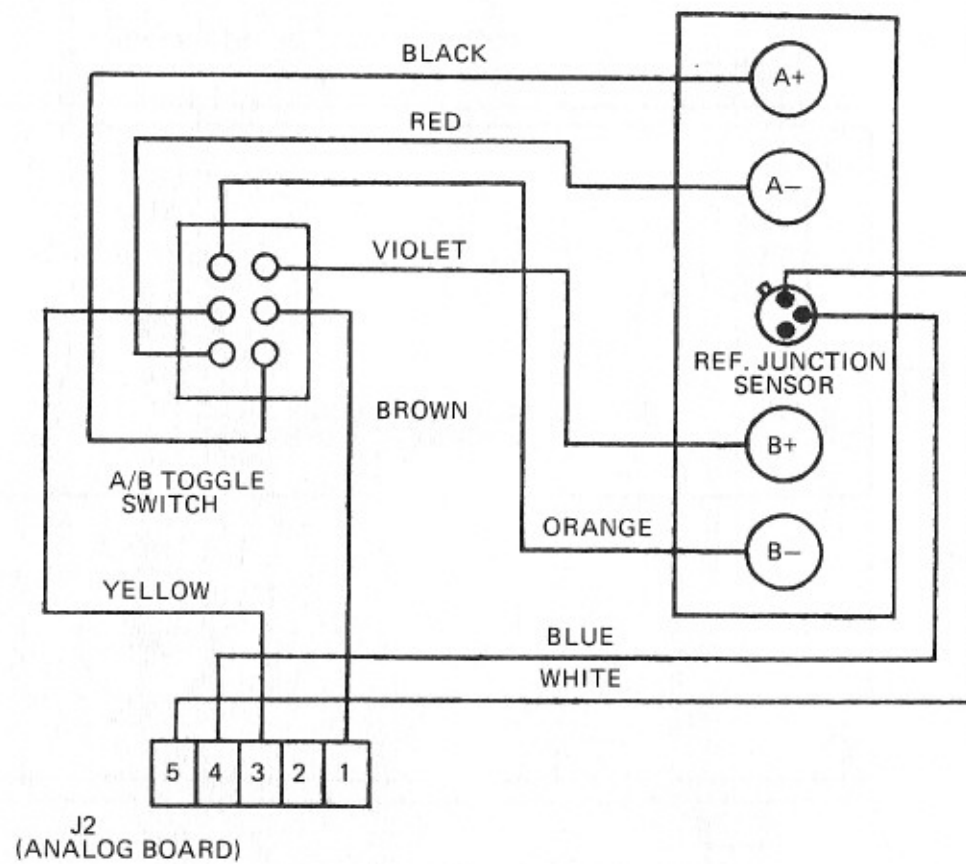 BLACK
A+
RED
A−
VIOLET
REF. JUNCTION
SENSOR
BROWN
B+
A/B TOGGLE
SWITCH
ORANGE
B−
YELLOW
BLUE
WHITE
5 4 3 2 1
J2
(ANALOG BOARD)